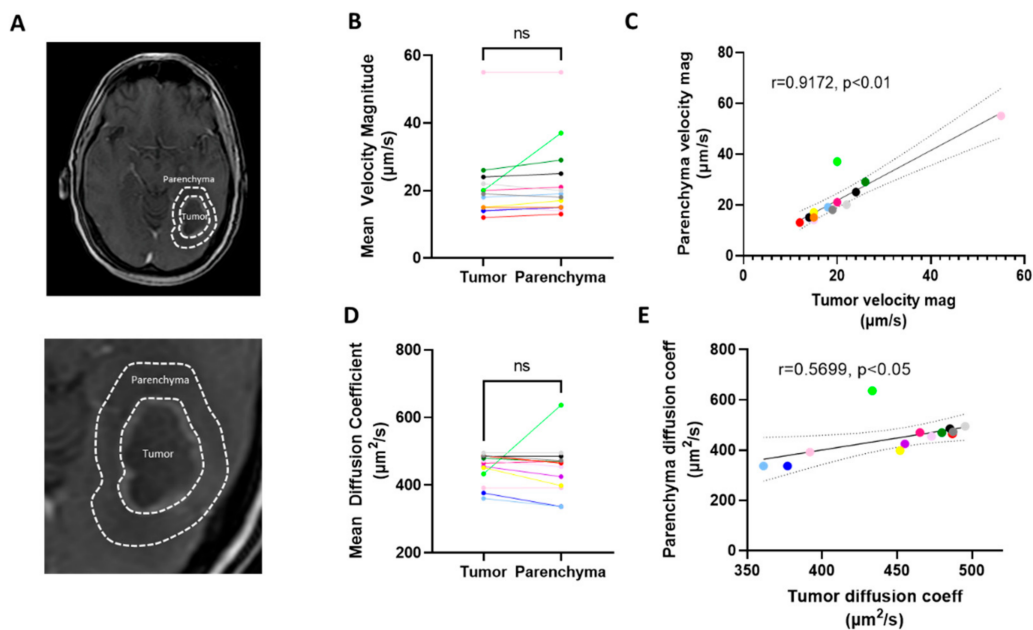 A
Parenchyma
Tumor
Parenchyma
Tumor
B
ns
Mean Velocity Magnitude
(µm/s)
60
40
20
0
Tumor Parenchyma
C
r=0.9172, p<0.01
Parenchyma velocity mag
(µm/s)
80
60
40
20
0
0 20 40 60
Tumor velocity mag
(µm/s)
D
ns
Mean Diffusion Coefficient
(µm²/s)
800
600
400
200
Tumor Parenchyma
E
r=0.5699, p<0.05
Parenchyma diffusion coeff
(µm²/s)
800
600
400
200
0
350 400 450 500
Tumor diffusion coeff
(µm²/s)